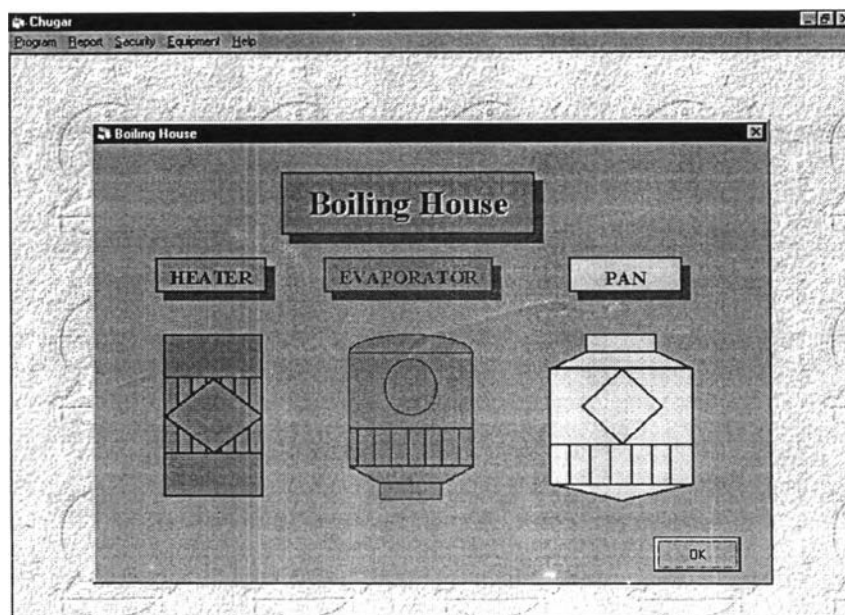 Chugar
Program Report Security Equipment Help
Boiling House
Boiling House
HEATER EVAPORATOR PAN
OK